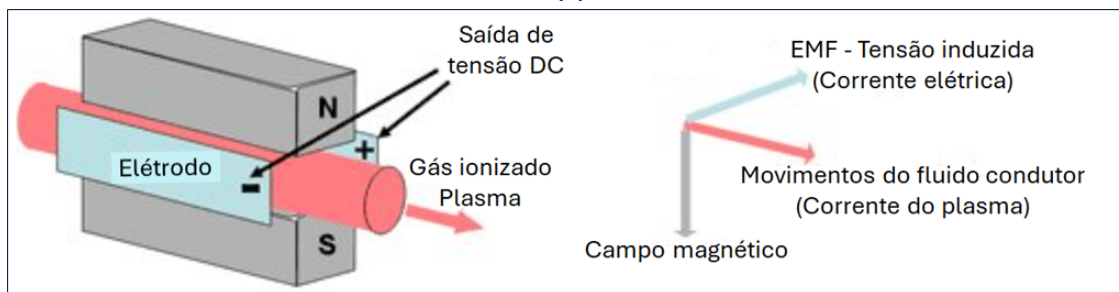 Saída de
tensão DC
N
+
Elétrodo
-
Gás ionizado
Plasma
S
EMF - Tensão induzida
(Corrente elétrica)
Movimentos do fluido condutor
(Corrente do plasma)
Campo magnético